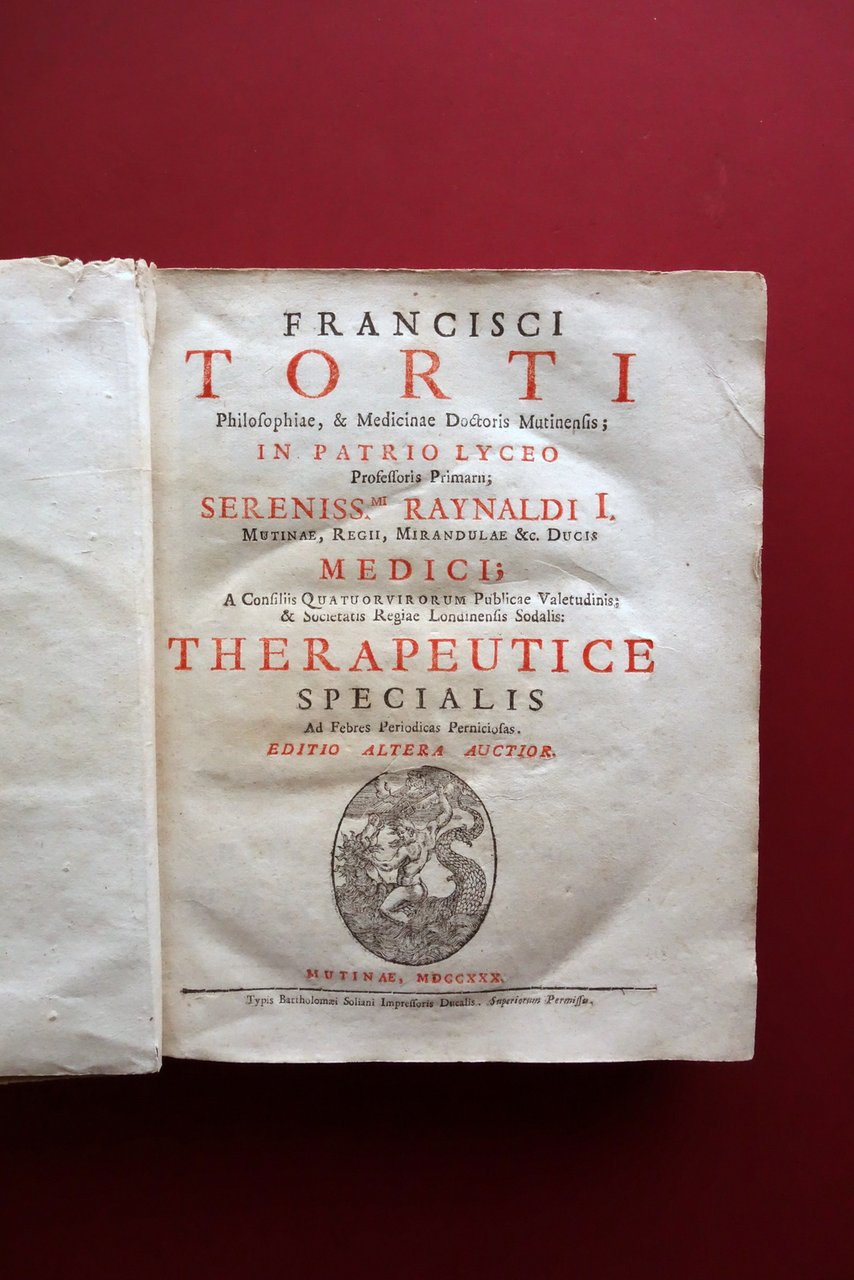 FRANCISCI
TORTI
Philoſophiae, & Medicinae Doctoris Mutinenſis;
IN PATRIO LYCEO
Profeſſoris Primarii;
SERENISS.MI RAYNALDI I.
MUTINAE, REGII, MIRANDULAE &c. DUCIS
MEDICI;
A Conſiliis QUATUORVIRORUM Publicae Valetudinis;
& Societatis Regiae Londinenſis Sodalis:
THERAPEUTICE
SPECIALIS
Ad Febres Periodicas Pernicioſas.
EDITIO ALTERA AUCTIOR.
MUTINAE, MDCCXXX.
Typis Bartholomæi Soliani Impreſſoris Ducalis. Superiorum Permiſſu.